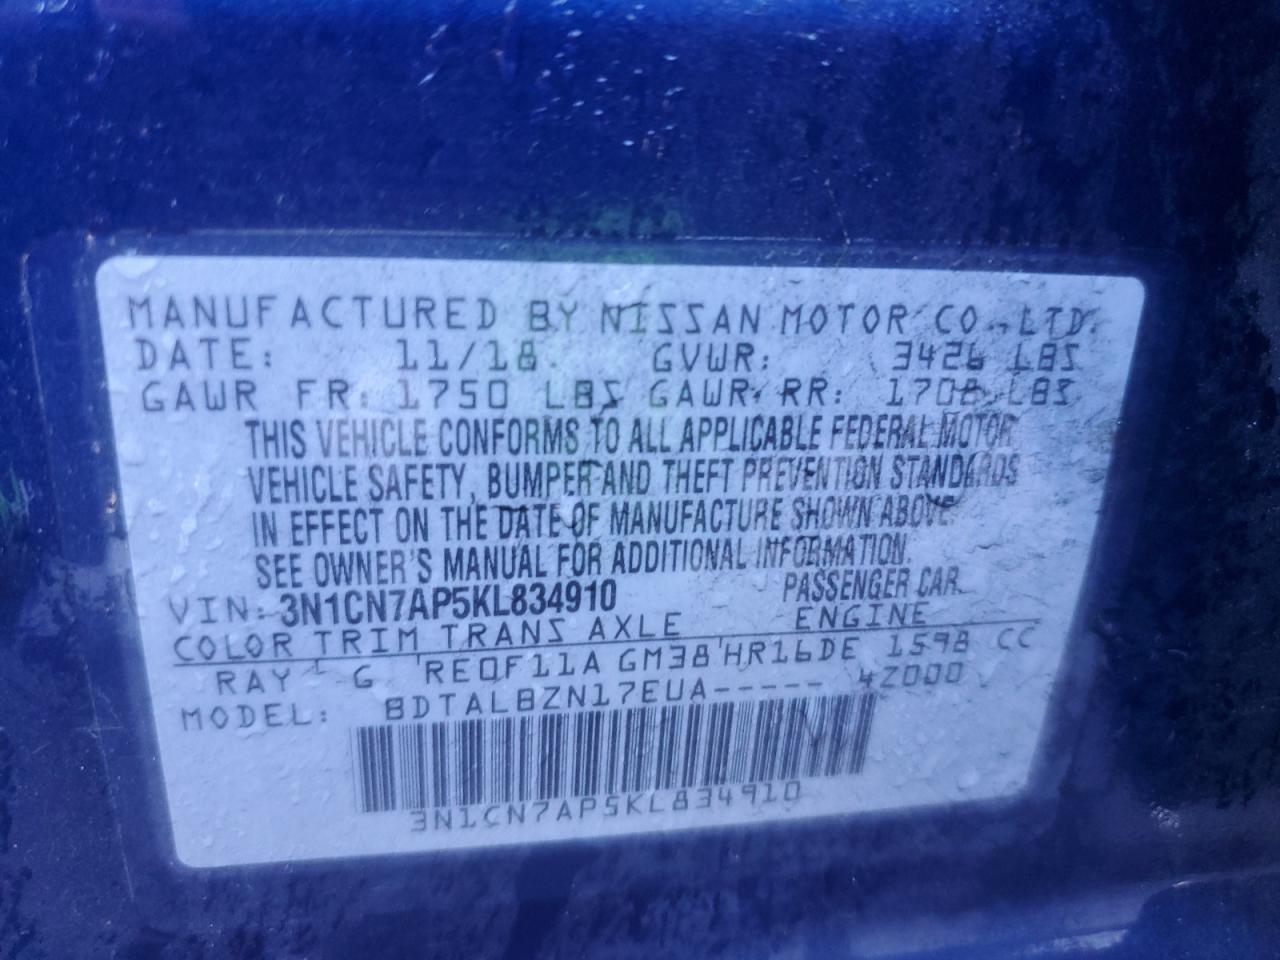 MANUFACTURED BY NISSAN MOTOR CO., LTD.
DATE: 11/18 GVWR: 3426 LBS
GAWR FR: 1750 LBS GAWR RR: 1708 LBS
THIS VEHICLE CONFORMS TO ALL APPLICABLE FEDERAL MOTOR
VEHICLE SAFETY, BUMPER AND THEFT PREVENTION STANDARDS
IN EFFECT ON THE DATE OF MANUFACTURE SHOWN ABOVE.
SEE OWNER'S MANUAL FOR ADDITIONAL INFORMATION.
VIN: 3N1CN7AP5KL834910 PASSENGER CAR
COLOR TRIM TRANS AXLE ENGINE
RAY G RE0F11A GM38 HR16DE 1598 CC
MODEL: BDTALBZN17EUA----- 4Z000
3N1CN7AP5KL834910